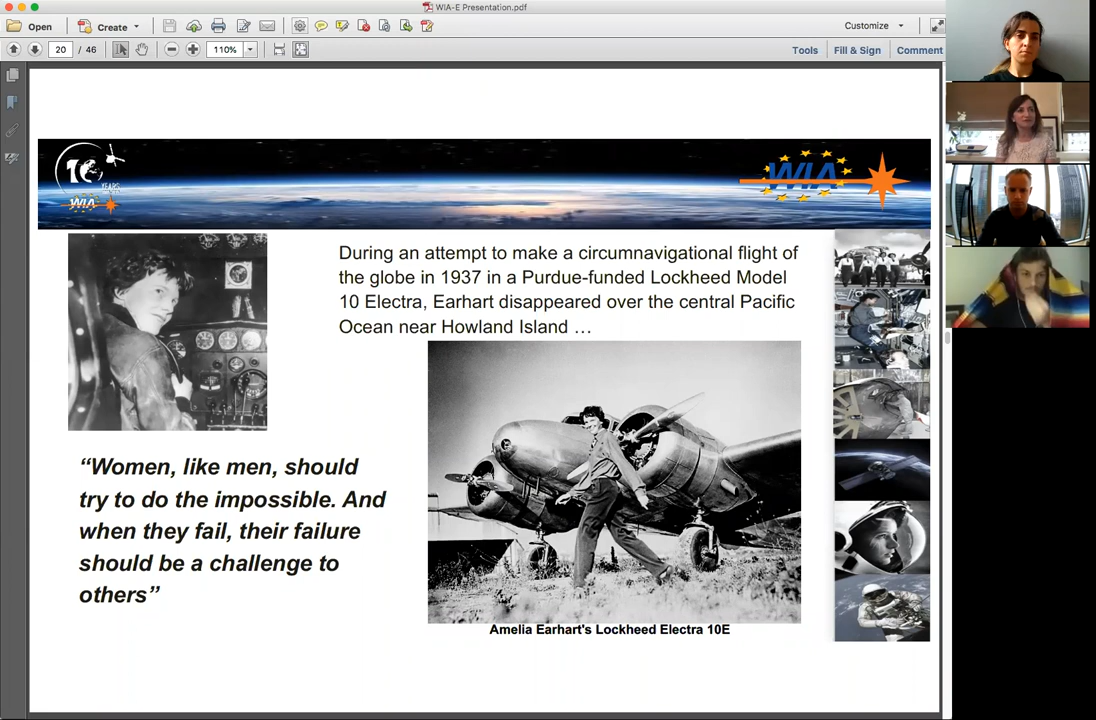 WIA-E Presentation.pdf
Open
Create
Customize
20 / 46
110%
Tools
Fill & Sign
Comment
10
YEARS
WIA
WIA
During an attempt to make a circumnavigational flight of
the globe in 1937 in a Purdue-funded Lockheed Model
10 Electra, Earhart disappeared over the central Pacific
Ocean near Howland Island …
“Women, like men, should
try to do the impossible. And
when they fail, their failure
should be a challenge to
others”
Amelia Earhart's Lockheed Electra 10E